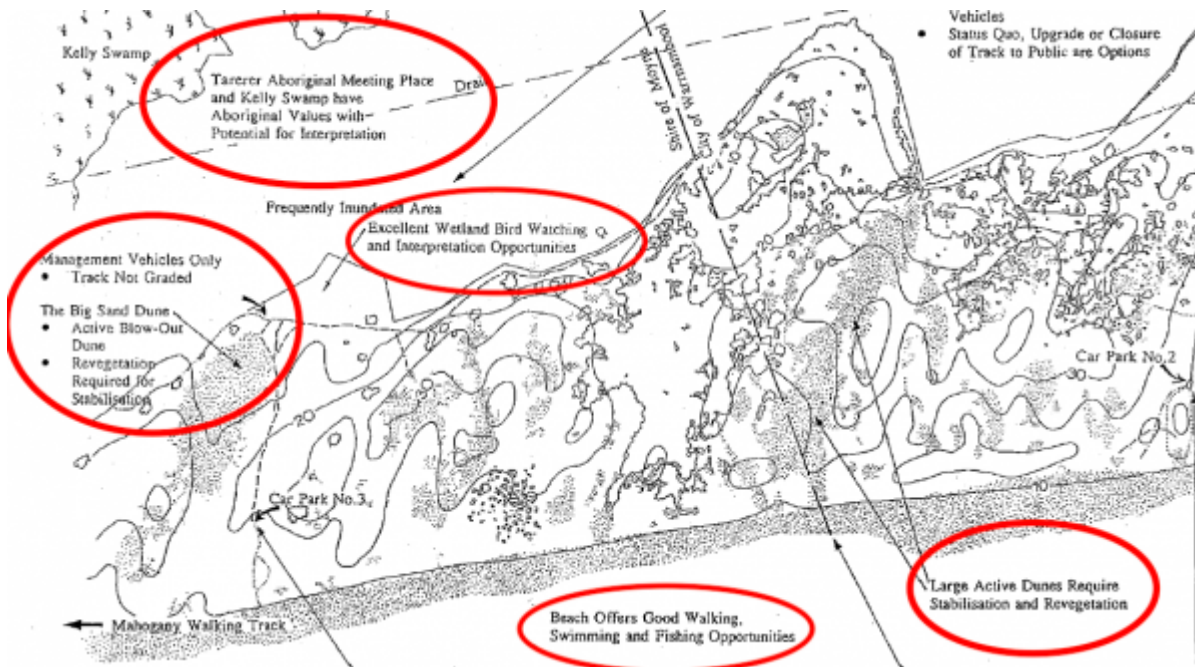 Vehicles
• Status Quo, Upgrade or Closure
of Track to Public are Options
Kelly Swamp
Tarerer Aboriginal Meeting Place
and Kelly Swamp have
Aboriginal Values with
Potential for Interpretation
Shire of Moyne
City of Warrnambool
Frequently Inundated Area
Excellent Wetland Bird Watching
and Interpretation Opportunities
Management Vehicles Only
• Track Not Graded
The Big Sand Dune
• Active Blow-Out
Dune
• Revegetation
Required for
Stabilisation
Car Park No.2
30
20
10
10
Car Park No.3
Large Active Dunes Require
Stabilisation and Revegetation
Beach Offers Good Walking,
Swimming and Fishing Opportunities
Mahogany Walking Track